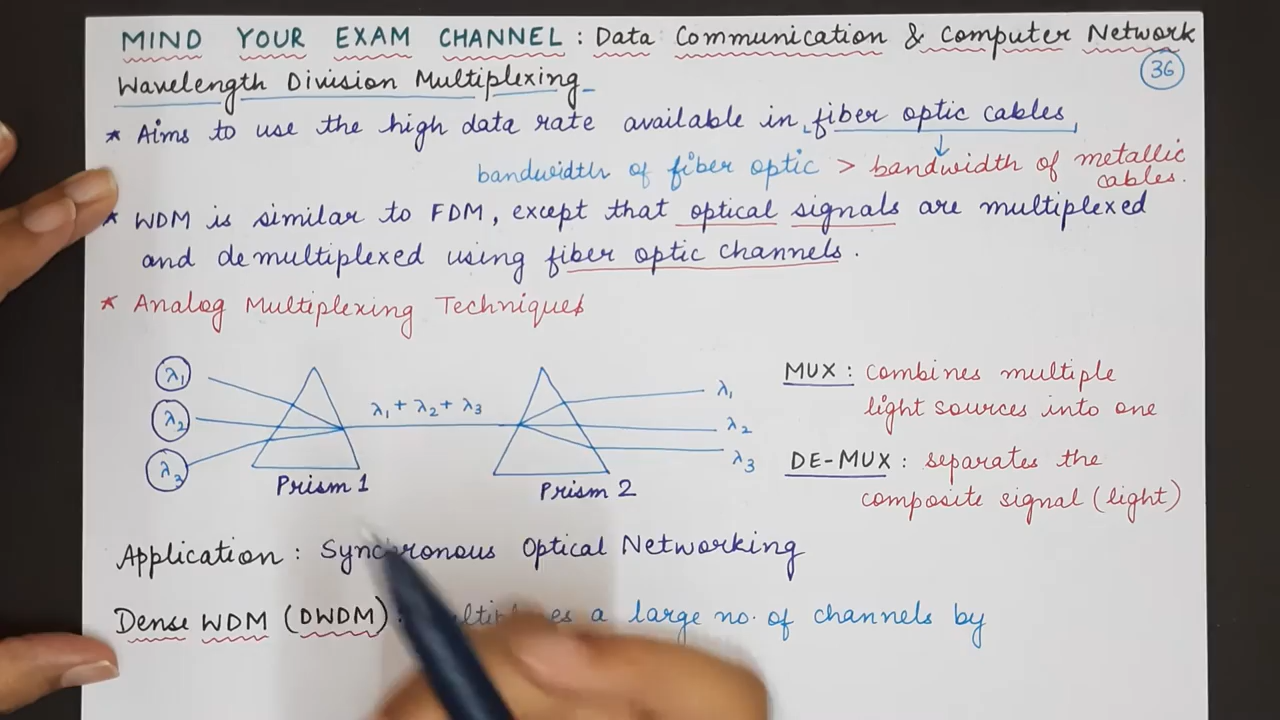 MIND YOUR EXAM CHANNEL : Data Communication & Computer Network
Wavelength Division Multiplexing
36
* Aims to use the high data rate available in fiber optic cables
bandwidth of fiber optic > bandwidth of metallic
cables.
* WDM is similar to FDM, except that optical signals are multiplexed
and demultiplexed using fiber optic channels.
* Analog Multiplexing Techniques
λ1
λ2
λ3
λ1 + λ2 + λ3
λ1
λ2
λ3
Prism 1
Prism 2
MUX : combines multiple
light sources into one
DE-MUX : separates the
composite signal (light)
Application : Optical Networking
Dense WDM (DWDM) : a large no. of channels by